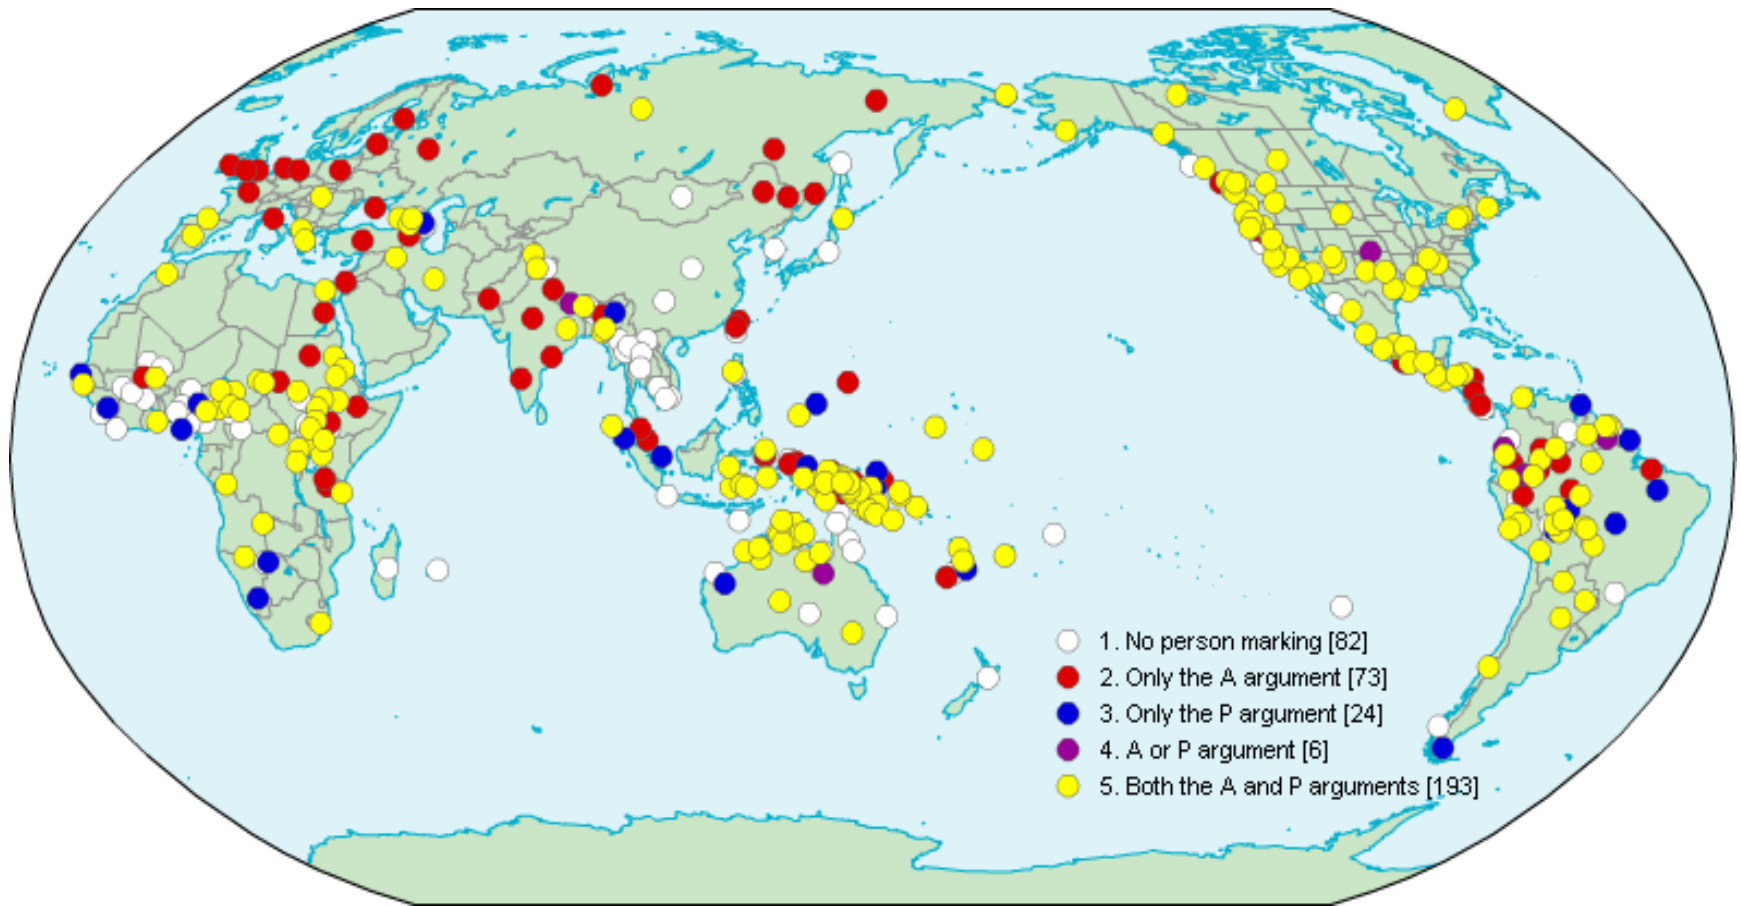 1. No person marking [82]
2. Only the A argument [73]
3. Only the P argument [24]
4. A or P argument [6]
5. Both the A and P arguments [193]